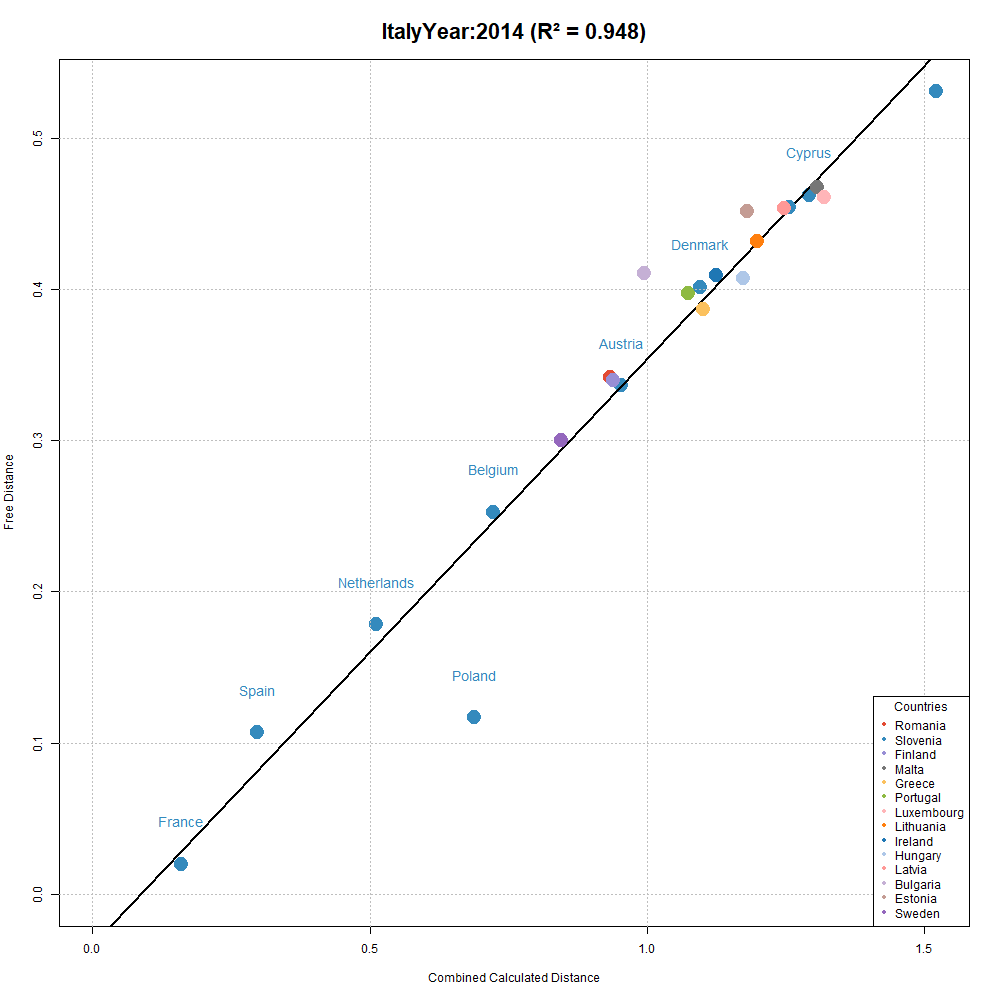 ItalyYear:2014 (R² = 0.948)
Cyprus
Denmark
Austria
Belgium
Netherlands
Poland
Spain
France
0.5
0.4
0.3
0.2
0.1
0.0
Free Distance
0.0 0.5 1.0 1.5
Combined Calculated Distance
Countries
Romania
Slovenia
Finland
Malta
Greece
Portugal
Luxembourg
Lithuania
Ireland
Hungary
Latvia
Bulgaria
Estonia
Sweden